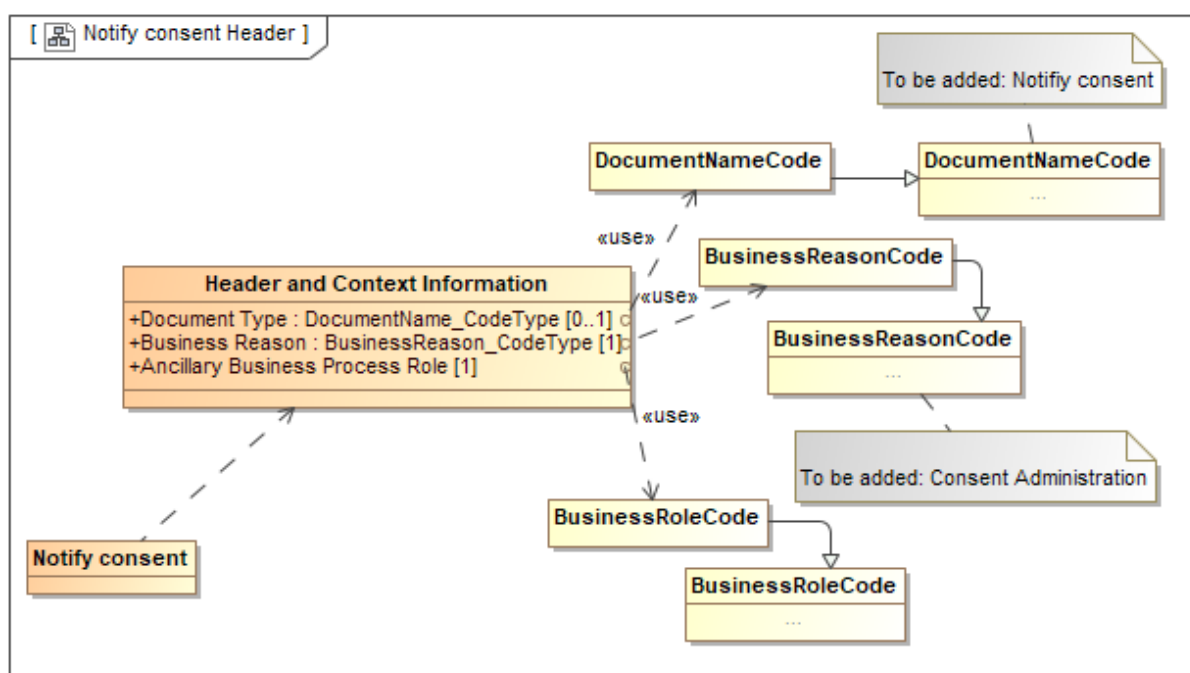 [ Notify consent Header ]
To be added: Notifiy consent
DocumentNameCode
DocumentNameCode
...
«use»
BusinessReasonCode
Header and Context Information
«use»
+Document Type : DocumentName_CodeType [0..1]
+Business Reason : BusinessReason_CodeType [1]
+Ancillary Business Process Role [1]
BusinessReasonCode
...
«use»
To be added: Consent Administration
BusinessRoleCode
Notify consent
BusinessRoleCode
...